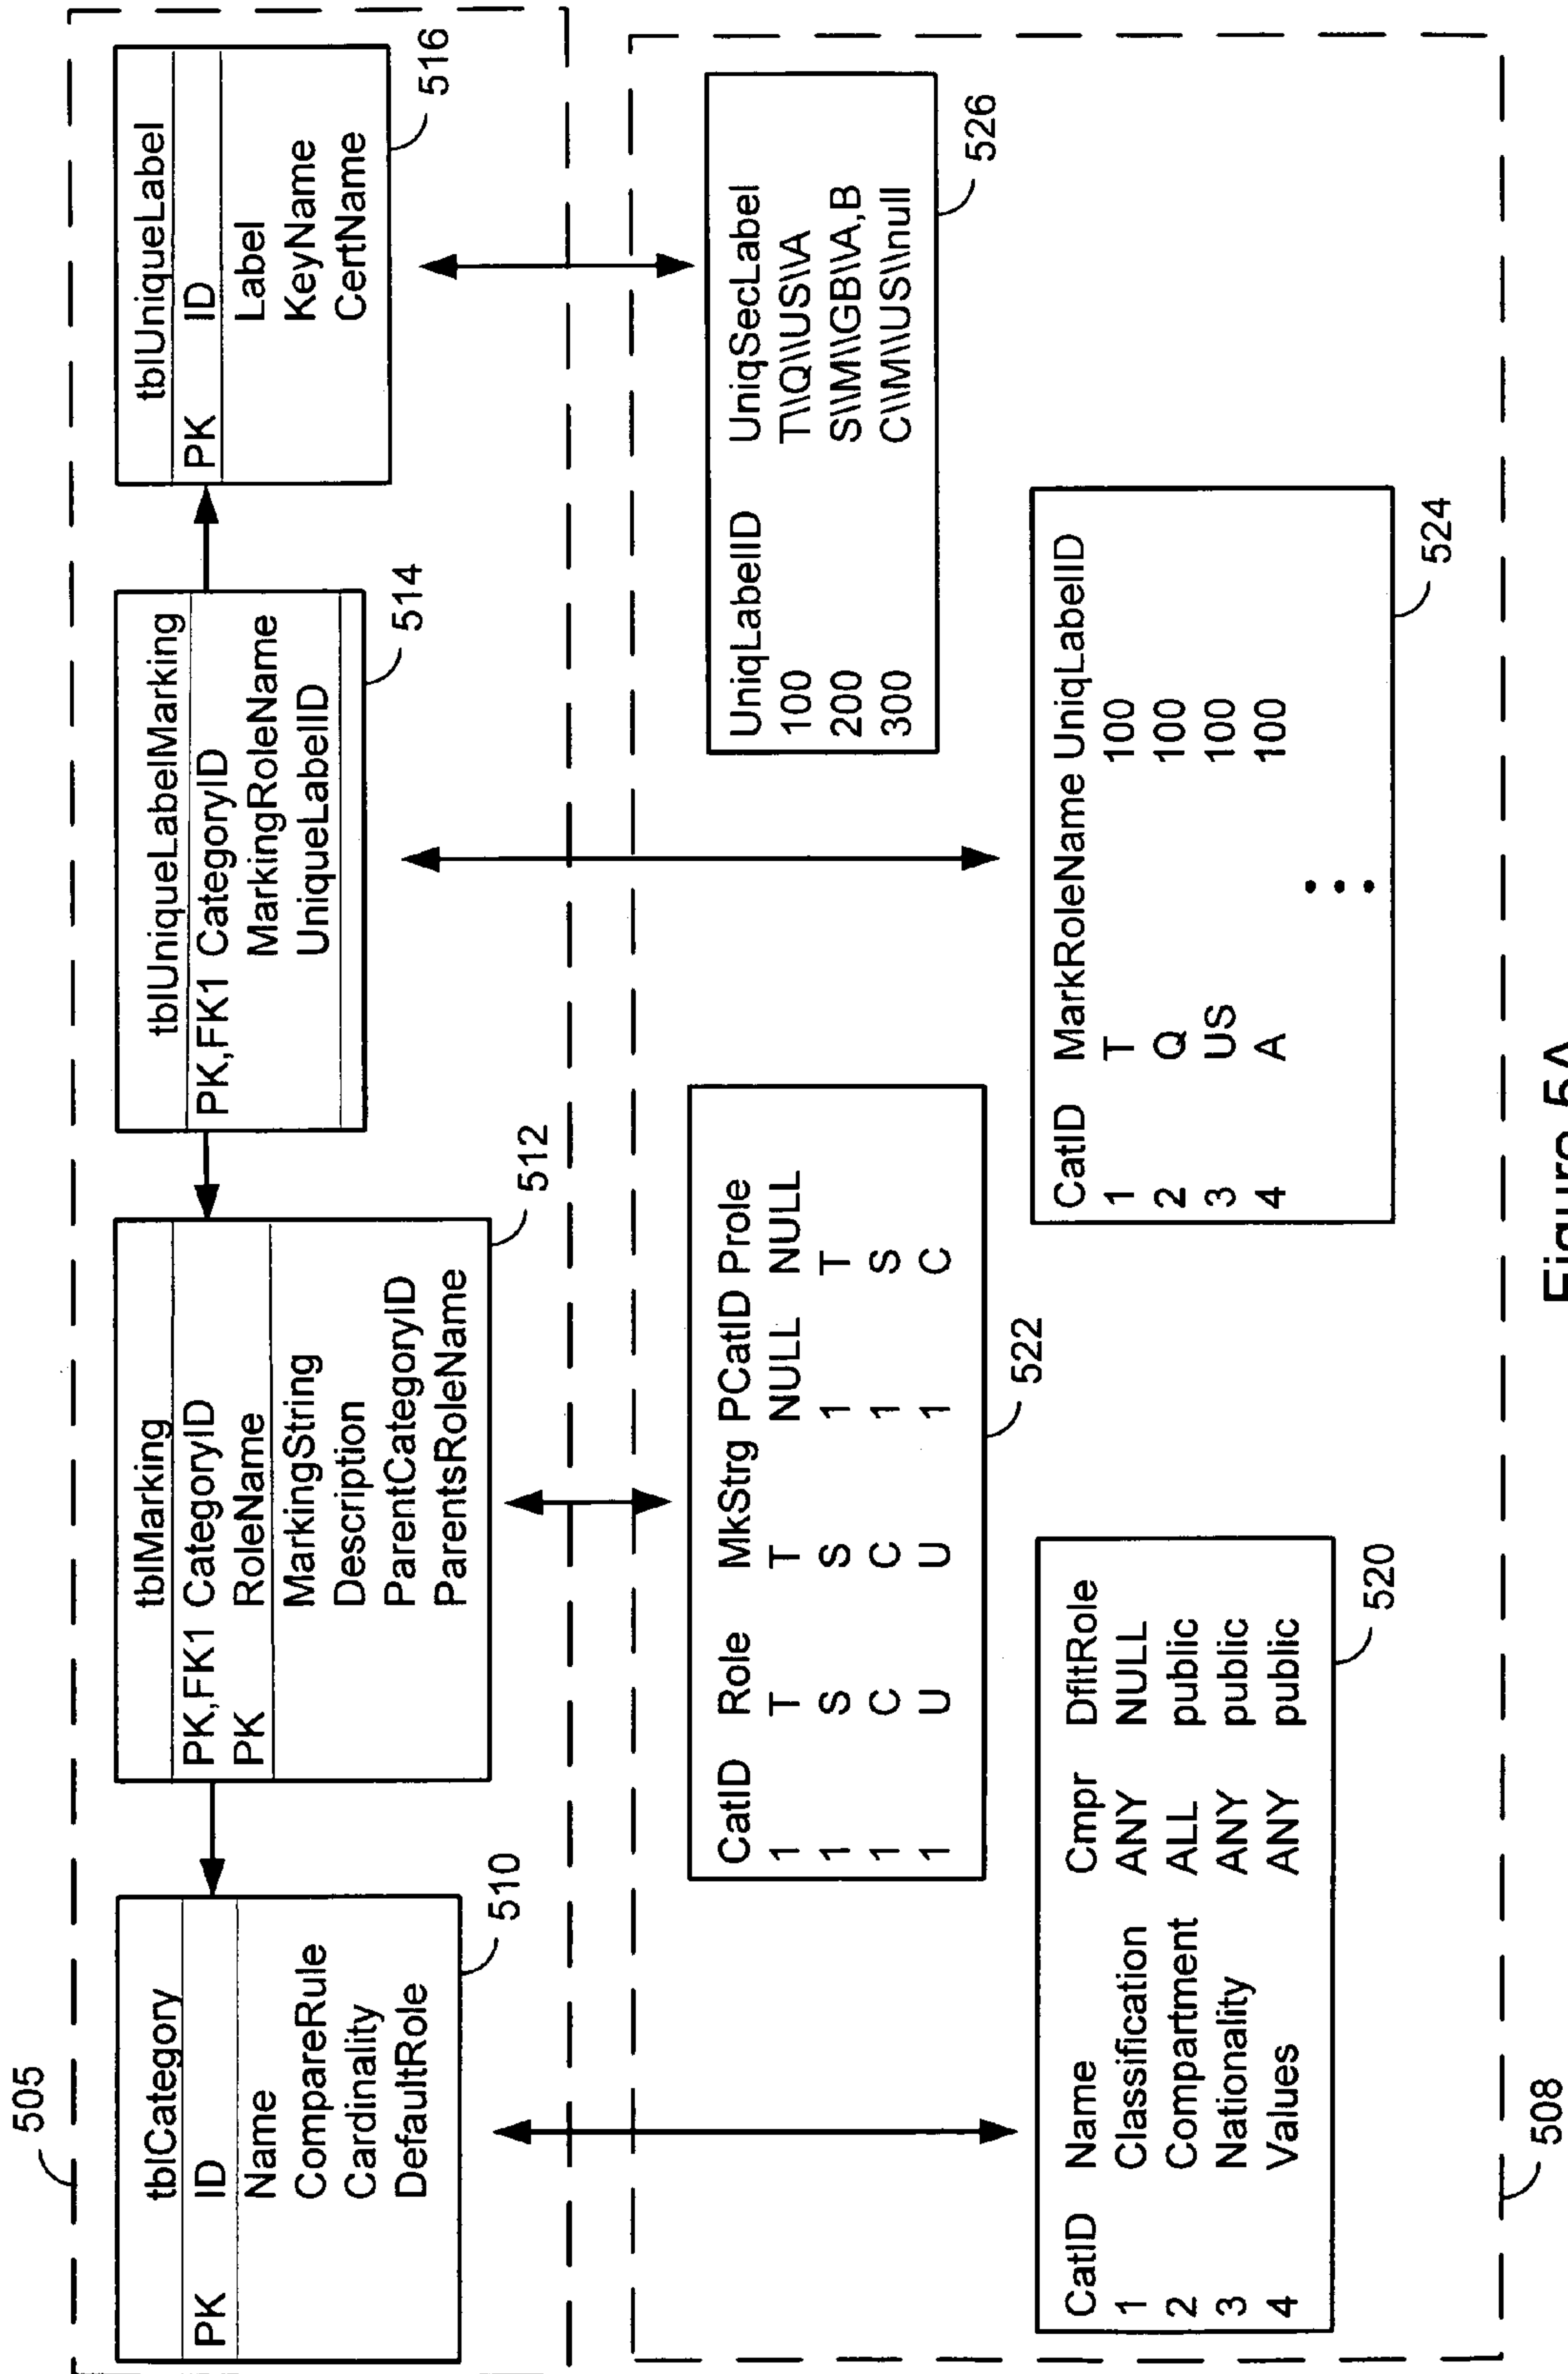 505
tblCategory
PK ID
Name
CompareRule
Cardinality
DefaultRole
510
tblMarking
PK,FK1 CategoryID
PK RoleName
MarkingString
Description
ParentCategoryID
ParentsRoleName
512
tblUniqueLabelMarking
PK,FK1 CategoryID
MarkingRoleName
UniqueLabelID
514
tblUniqueLabel
PK ID
Label
KeyName
CertName
516
CatID Role MkStrg PCatID Prole
1 T T NULL NULL
1 S S 1 T
1 C C 1 S
1 U U 1 C
522
UniqLabelID UniqSecLabel
100 T\\Q\\US\\A
200 S\\M\\GB\\A,B
300 C\\M\\US\\null
526
CatID Name Cmpr DfltRole
1 Classification ANY NULL
2 Compartment ALL public
3 Nationality ANY public
4 Values ANY public
520
CatID MarkRoleName UniqLabelID
1 T 100
2 Q 100
3 US 100
4 A 100
524
508
Figure 5A